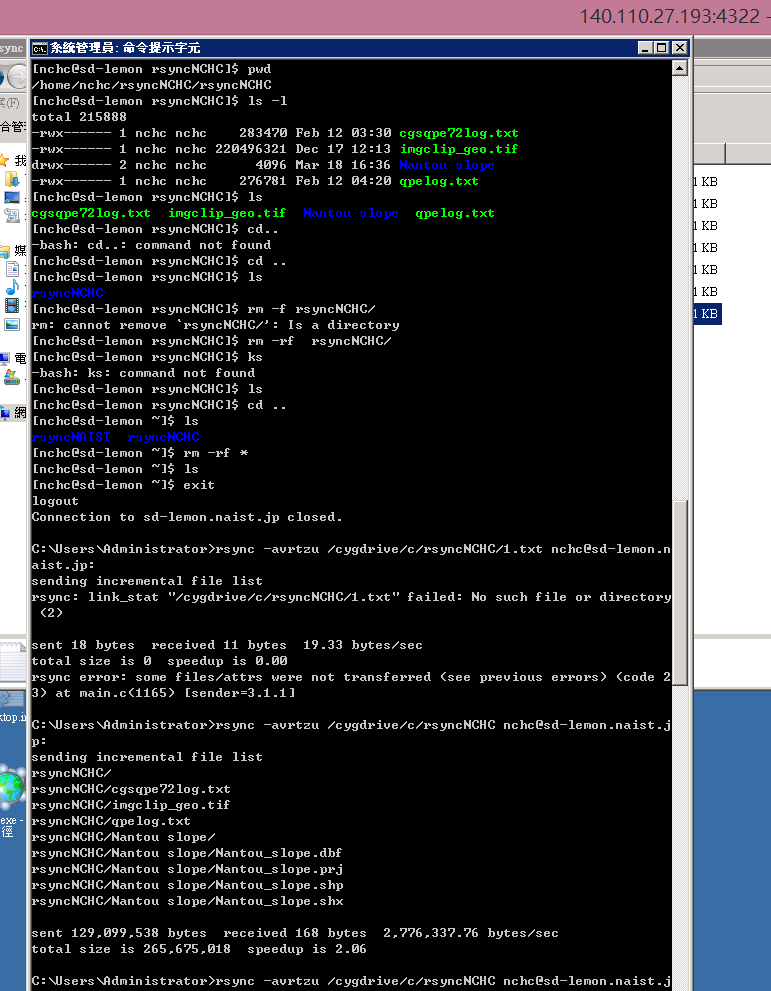 140.110.27.193:4322 -
系統管理員: 命令提示字元
[nchc@sd-lemon rsyncNCHC]$ pwd
/home/nchc/rsyncNCHC/rsyncNCHC
[nchc@sd-lemon rsyncNCHC]$ ls -l
total 215888
-rwx------ 1 nchc nchc    283470 Feb 12 03:30 cgsqpe72log.txt
-rwx------ 1 nchc nchc 220496321 Dec 17 12:13 imgclip_geo.tif
drwx------ 2 nchc nchc      4096 Mar 18 16:36 Nantou slope
-rwx------ 1 nchc nchc    276781 Feb 12 04:20 qpelog.txt
[nchc@sd-lemon rsyncNCHC]$ ls
cgsqpe72log.txt  imgclip_geo.tif  Nantou slope  qpelog.txt
[nchc@sd-lemon rsyncNCHC]$ cd..
-bash: cd..: command not found
[nchc@sd-lemon rsyncNCHC]$ cd ..
[nchc@sd-lemon rsyncNCHC]$ ls
rsyncNCHC
[nchc@sd-lemon rsyncNCHC]$ rm -f rsyncNCHC/
rm: cannot remove `rsyncNCHC/': Is a directory
[nchc@sd-lemon rsyncNCHC]$ rm -rf  rsyncNCHC/
[nchc@sd-lemon rsyncNCHC]$ ks
-bash: ks: command not found
[nchc@sd-lemon rsyncNCHC]$ ls
[nchc@sd-lemon rsyncNCHC]$ cd ..
[nchc@sd-lemon ~]$ ls
rsyncNAIST  rsyncNCHC
[nchc@sd-lemon ~]$ rm -rf *
[nchc@sd-lemon ~]$ ls
[nchc@sd-lemon ~]$ exit
logout
Connection to sd-lemon.naist.jp closed.
C:\Users\Administrator>rsync -avrtzu /cygdrive/c/rsyncNCHC/1.txt nchc@sd-lemon.n
aist.jp:
sending incremental file list
rsync: link_stat "/cygdrive/c/rsyncNCHC/1.txt" failed: No such file or directory
(2)
sent 18 bytes  received 11 bytes  19.33 bytes/sec
total size is 0  speedup is 0.00
rsync error: some files/attrs were not transferred (see previous errors) (code 2
3) at main.c(1165) [sender=3.1.1]
C:\Users\Administrator>rsync -avrtzu /cygdrive/c/rsyncNCHC nchc@sd-lemon.naist.j
p:
sending incremental file list
rsyncNCHC/
rsyncNCHC/cgsqpe72log.txt
rsyncNCHC/imgclip_geo.tif
rsyncNCHC/qpelog.txt
rsyncNCHC/Nantou slope/
rsyncNCHC/Nantou slope/Nantou_slope.dbf
rsyncNCHC/Nantou slope/Nantou_slope.prj
rsyncNCHC/Nantou slope/Nantou_slope.shp
rsyncNCHC/Nantou slope/Nantou_slope.shx
sent 129,099,538 bytes  received 168 bytes  2,776,337.76 bytes/sec
total size is 265,675,018  speedup is 2.06
C:\Users\Administrator>rsync -avrtzu /cygdrive/c/rsyncNCHC nchc@sd-lemon.naist.j
sync
(F)
合管
我
媒
電
網
1 KB
1 KB
1 KB
1 KB
1 KB
1 KB
1 KB
ktop.i
exe -
徑